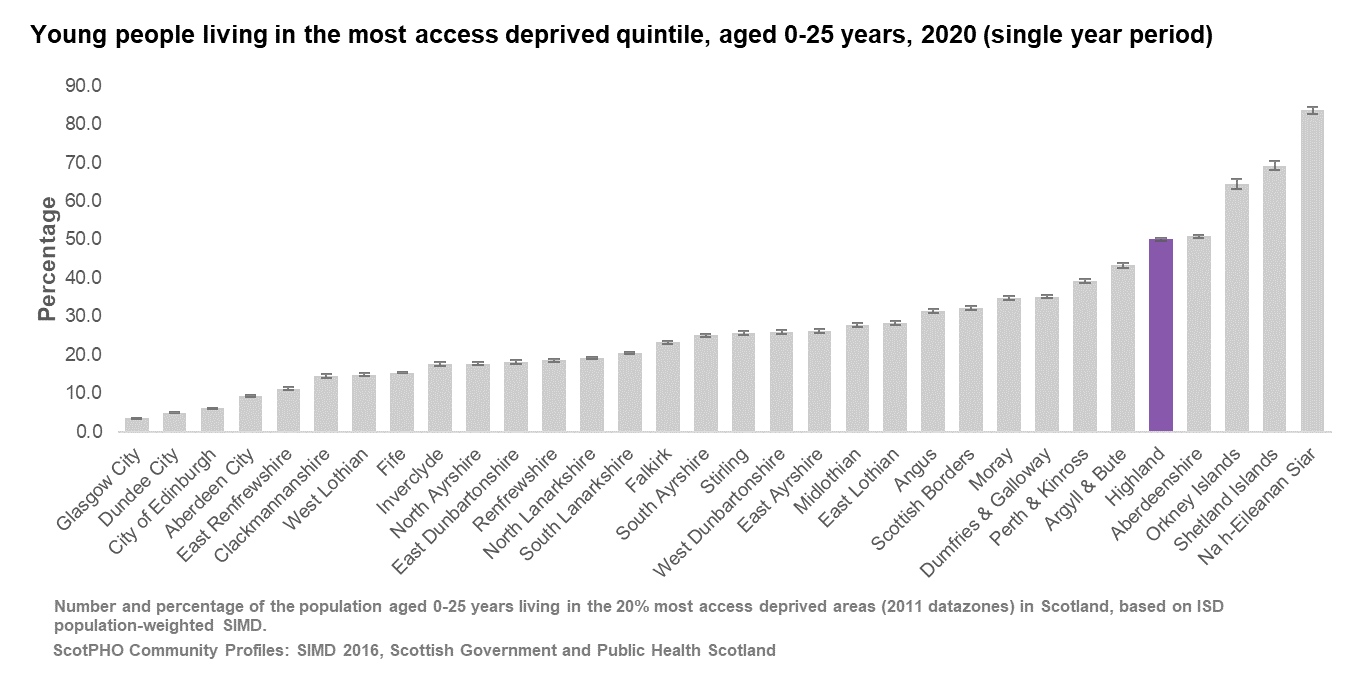 Young people living in the most access deprived quintile, aged 0-25 years, 2020 (single year period)
Percentage
90.0
80.0
70.0
60.0
50.0
40.0
30.0
20.0
10.0
0.0
Glasgow City
Dundee City
City of Edinburgh
Aberdeen City
East Renfrewshire
Clackmannanshire
West Lothian
Fife
Inverclyde
North Ayrshire
East Dunbartonshire
Renfrewshire
North Lanarkshire
South Lanarkshire
Falkirk
South Ayrshire
Stirling
West Dunbartonshire
East Ayrshire
Midlothian
East Lothian
Angus
Scottish Borders
Moray
Dumfries & Galloway
Perth & Kinross
Argyll & Bute
Highland
Aberdeenshire
Orkney Islands
Shetland Islands
Na h-Eileanan Siar
Number and percentage of the population aged 0-25 years living in the 20% most access deprived areas (2011 datazones) in Scotland, based on ISD
population-weighted SIMD.
ScotPHO Community Profiles: SIMD 2016, Scottish Government and Public Health Scotland